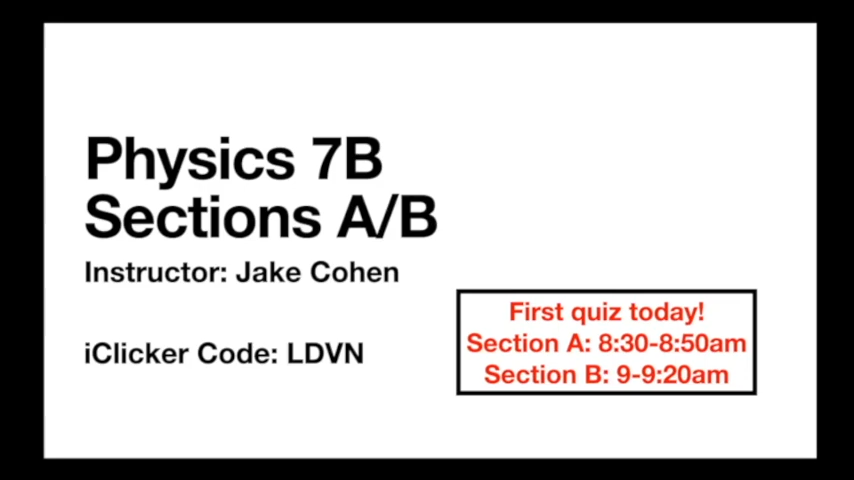 Physics 7B
Sections A/B
Instructor: Jake Cohen
iClicker Code: LDVN
First quiz today!
Section A: 8:30-8:50am
Section B: 9-9:20am